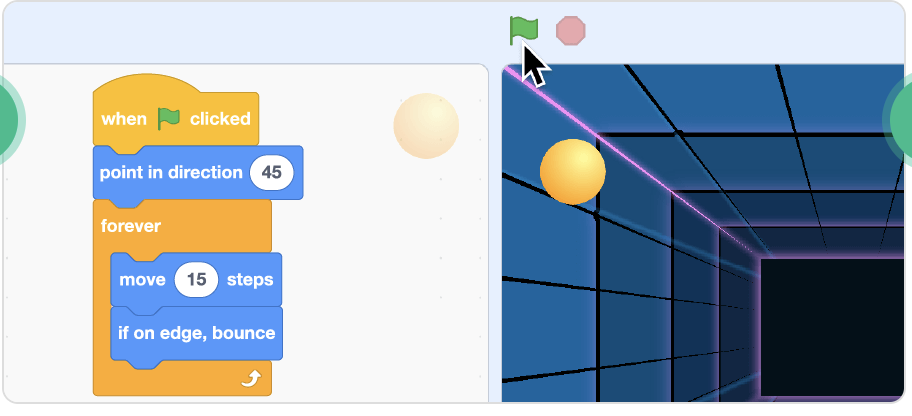 when clicked
point in direction 45
forever
move 15 steps
if on edge, bounce